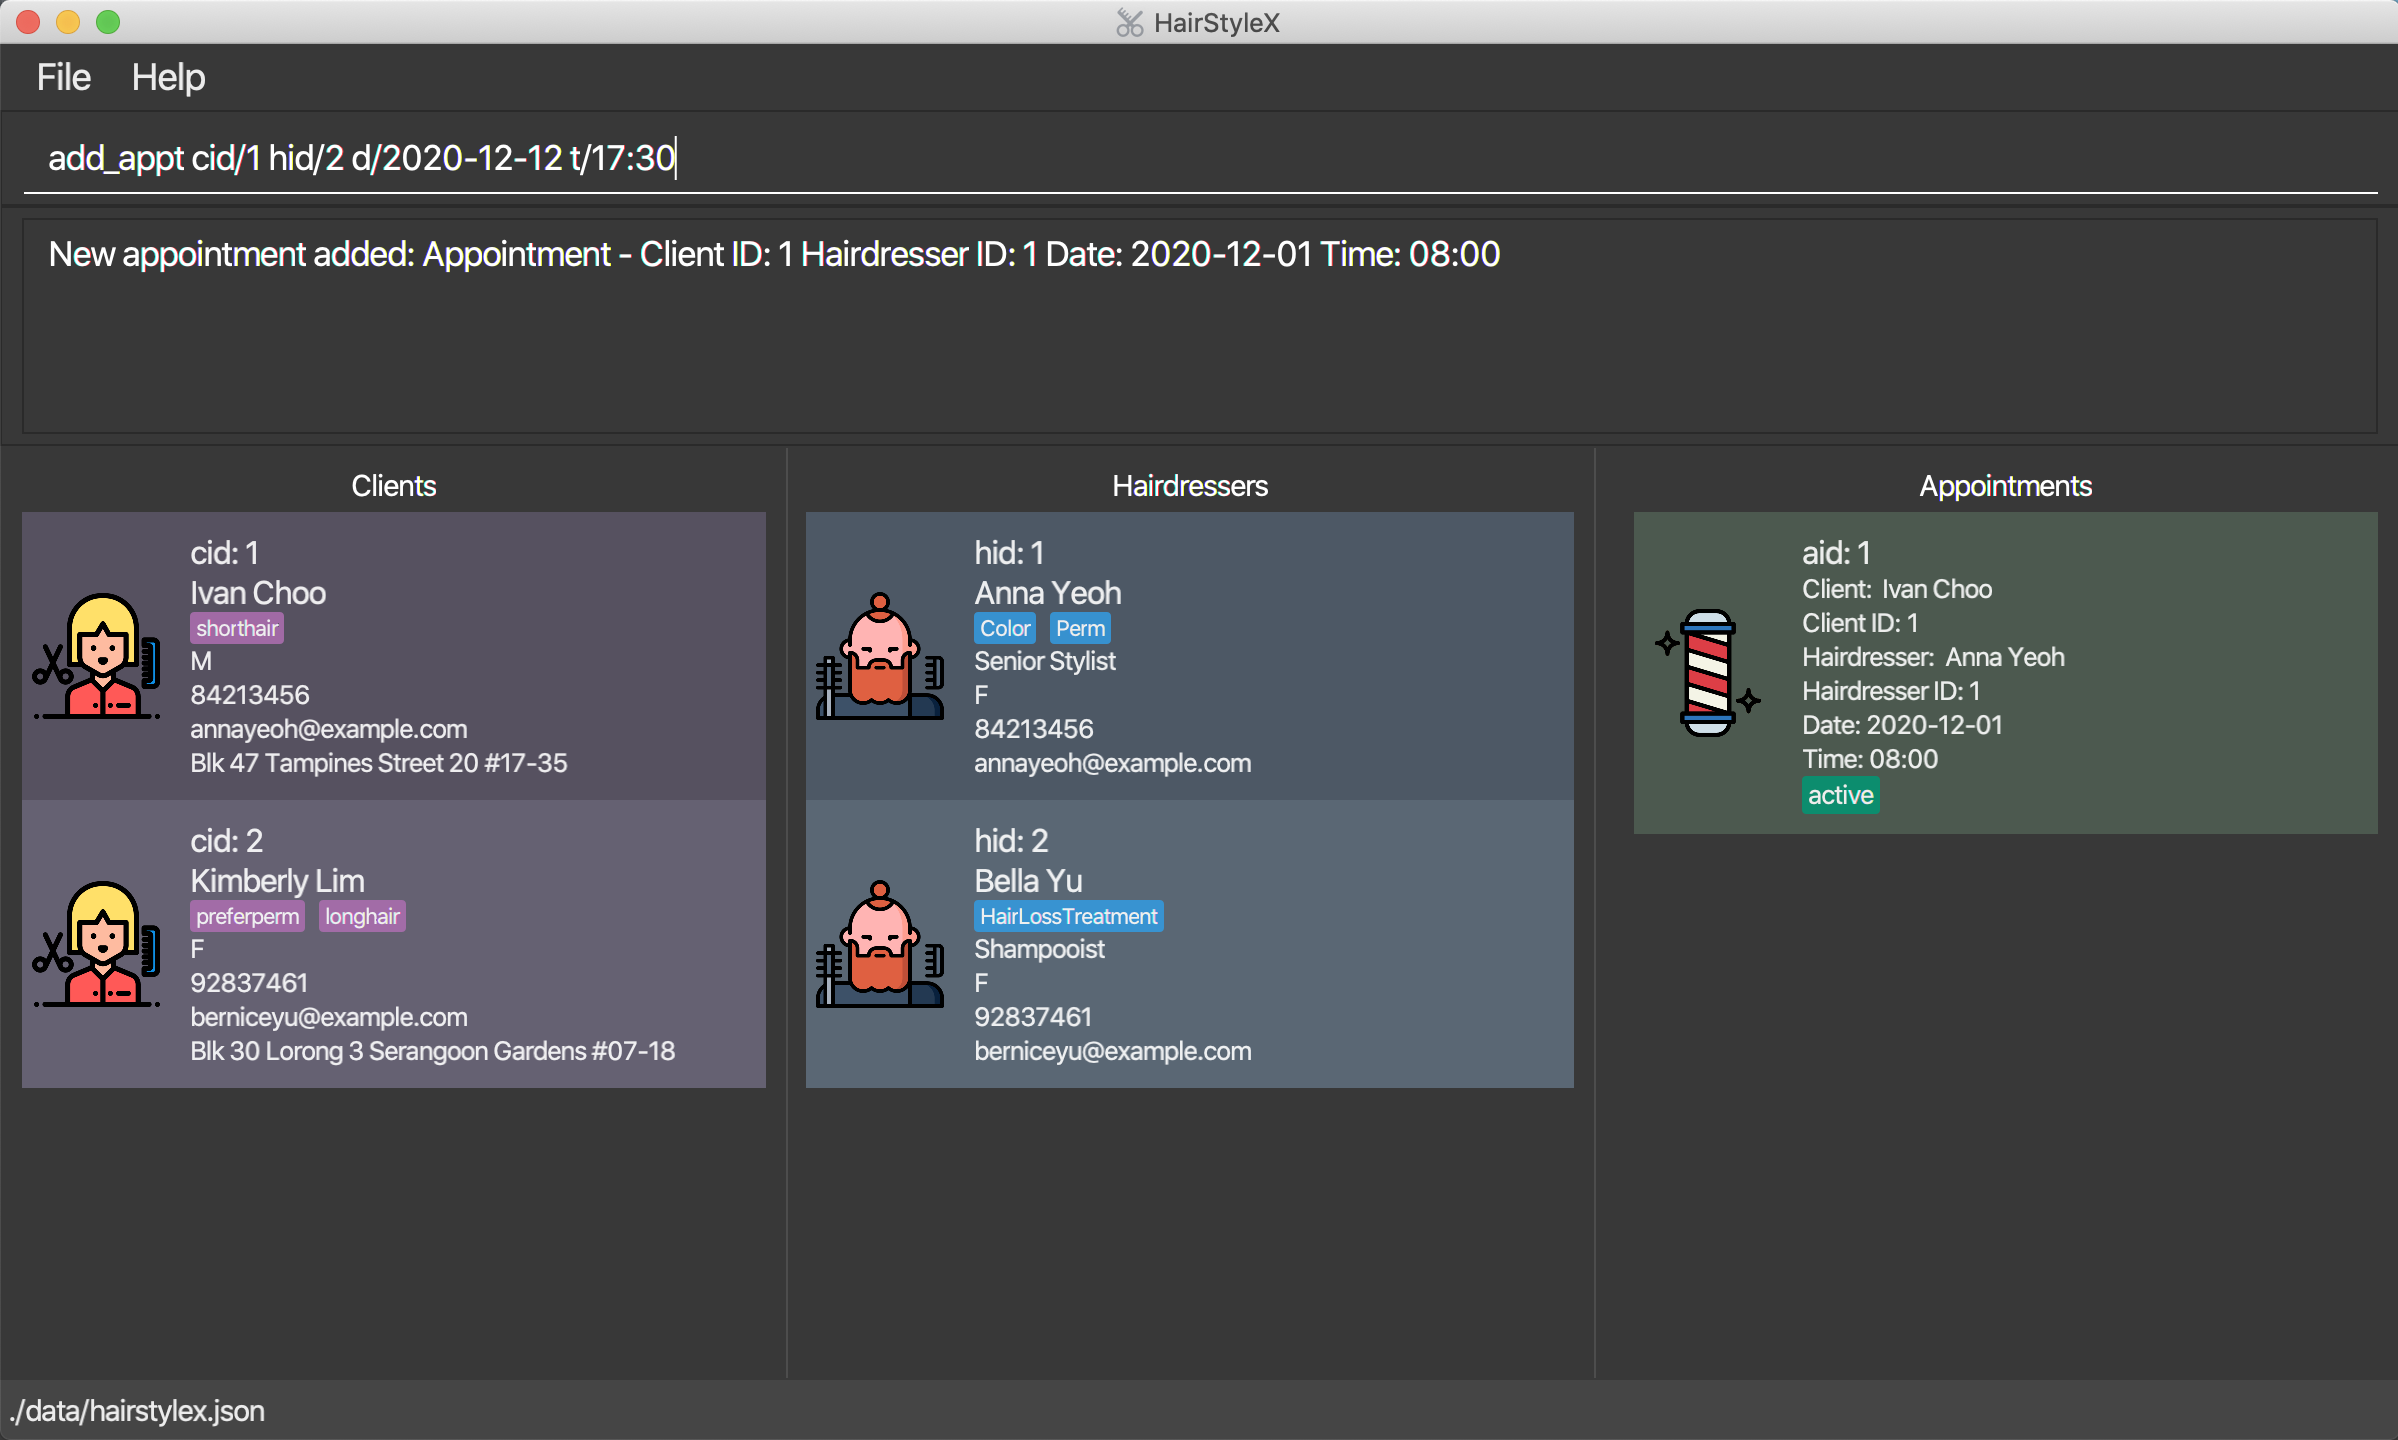 HairStyleX
File Help
add_appt cid/1 hid/2 d/2020-12-12 t/17:30
New appointment added: Appointment - Client ID: 1 Hairdresser ID: 1 Date: 2020-12-01 Time: 08:00
Clients
cid: 1
Ivan Choo
shorthair
M
84213456
annayeoh@example.com
Blk 47 Tampines Street 20 #17-35
cid: 2
Kimberly Lim
preferperm longhair
F
92837461
berniceyu@example.com
Blk 30 Lorong 3 Serangoon Gardens #07-18
Hairdressers
hid: 1
Anna Yeoh
Color Perm
Senior Stylist
F
84213456
annayeoh@example.com
hid: 2
Bella Yu
HairLossTreatment
Shampooist
F
92837461
berniceyu@example.com
Appointments
aid: 1
Client: Ivan Choo
Client ID: 1
Hairdresser: Anna Yeoh
Hairdresser ID: 1
Date: 2020-12-01
Time: 08:00
active
./data/hairstylex.json